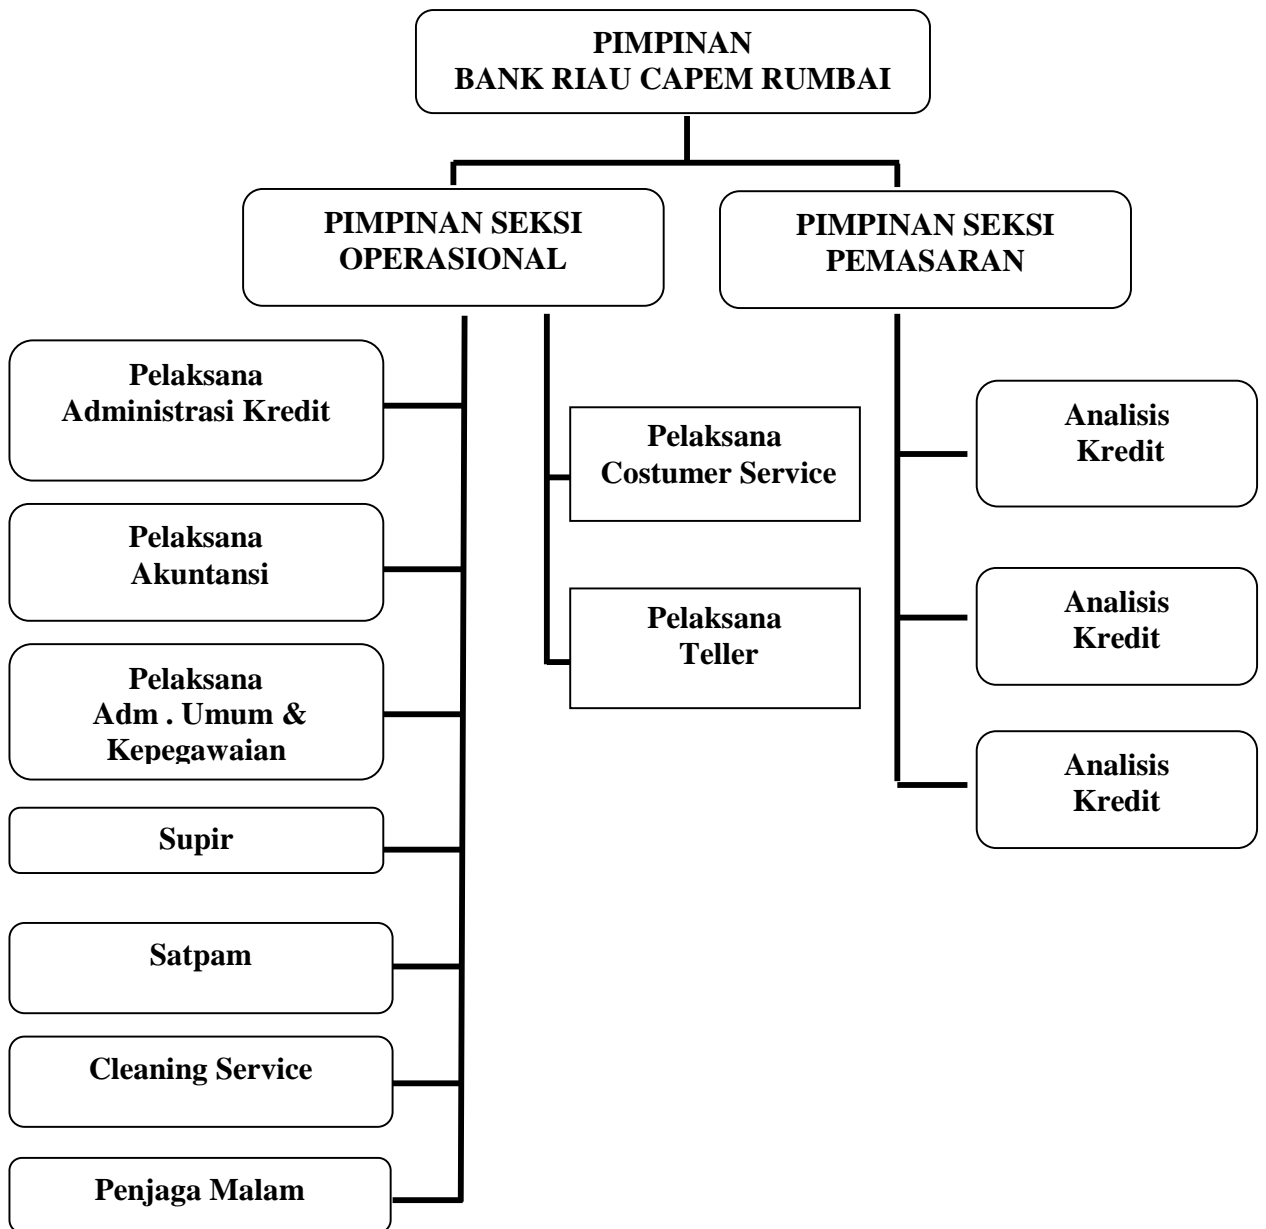 PIMPINAN
BANK RIAU CAPEM RUMBAI
PIMPINAN SEKSI
OPERASIONAL
PIMPINAN SEKSI
PEMASARAN
Pelaksana
Administrasi Kredit
Pelaksana
Akuntansi
Pelaksana
Adm . Umum &
Kepegawaian
Supir
Satpam
Cleaning Service
Penjaga Malam
Pelaksana
Costumer Service
Pelaksana
Teller
Analisis
Kredit
Analisis
Kredit
Analisis
Kredit